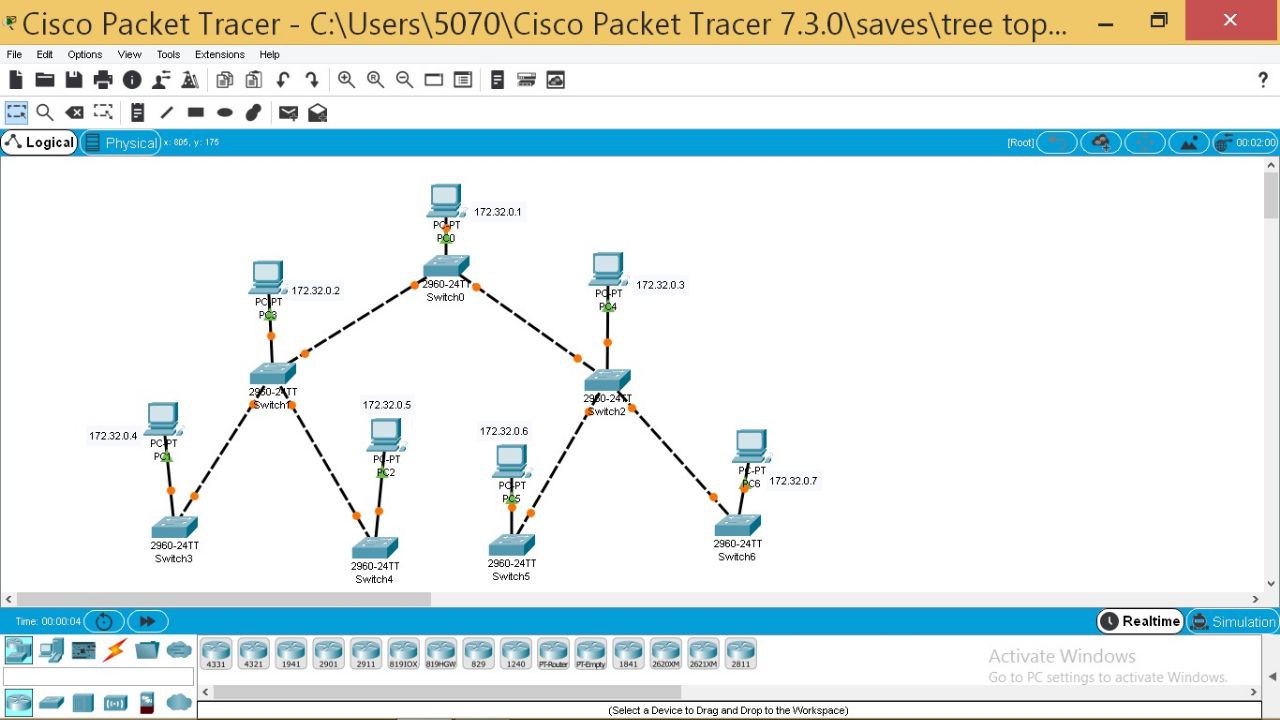 Cisco Packet Tracer - C:\Users\5070\Cisco Packet Tracer 7.3.0\saves\tree top...
File Edit Options View Tools Extensions Help
?
Logical Physical x: 805, y: 175 [Root] 00:02:00
172.32.0.1
PC-PT
PC0
2960-24TT
Switch0
172.32.0.2
PC-PT
PC3
172.32.0.3
PC-PT
PC4
2960-24TT
Switch1
2960-24TT
Switch2
172.32.0.4
PC-PT
PC1
172.32.0.5
PC-PT
PC2
172.32.0.6
PC-PT
PC5
172.32.0.7
PC-PT
PC6
2960-24TT
Switch3
2960-24TT
Switch4
2960-24TT
Switch5
2960-24TT
Switch6
Time: 00:00:04 Realtime Simulation
4331 4321 1941 2901 2911 819IOX 819HGW 829 1240 PT-Router PT-Empty 1841 2620XM 2621XM 2811
Activate Windows
Go to PC settings to activate Windows.
(Select a Device to Drag and Drop to the Workspace)